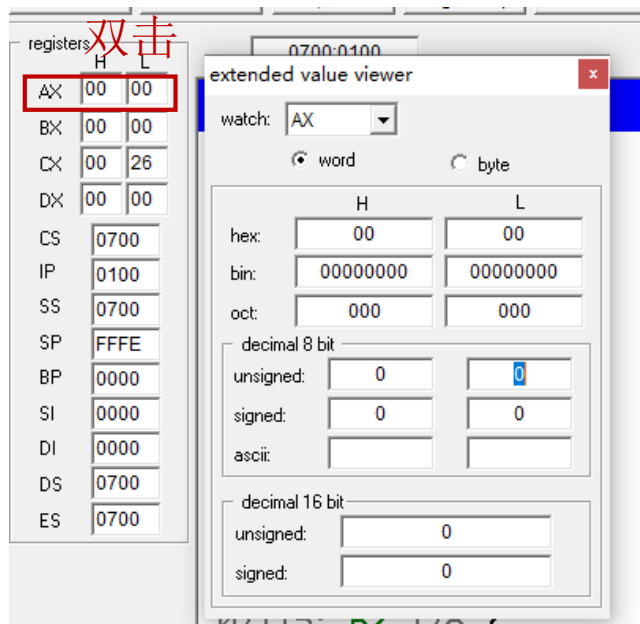 双击
registers
H L
AX 00 00
BX 00 00
CX 00 26
DX 00 00
CS 0700
IP 0100
SS 0700
SP FFFE
BP 0000
SI 0000
DI 0000
DS 0700
ES 0700
0700:0100
extended value viewer
x
watch: AX
word byte
H L
hex: 00 00
bin: 00000000 00000000
oct: 000 000
decimal 8 bit
unsigned: 0 0
signed: 0 0
ascii:
decimal 16 bit
unsigned: 0
signed: 0